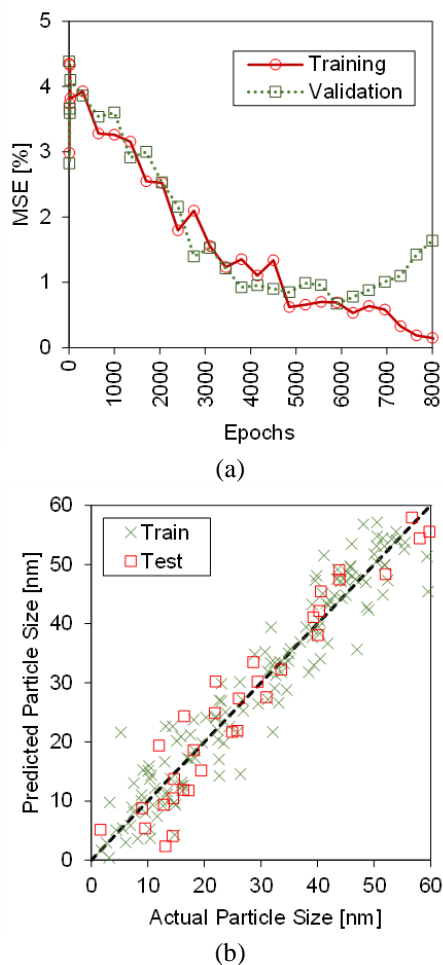 5
4
3
2
1
0
MSE [%]
Training
Validation
0
1000
2000
3000
4000
5000
6000
7000
8000
Epochs
(a)
60
50
40
30
20
10
0
Predicted Particle Size [nm]
Train
Test
0 10 20 30 40 50 60
Actual Particle Size [nm]
(b)